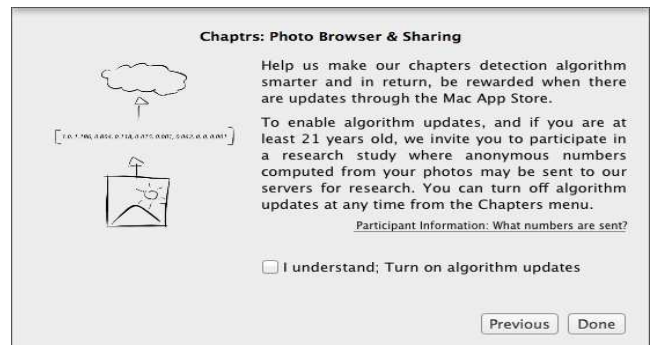 Chaptrs: Photo Browser & Sharing
Help us make our chapters detection algorithm
smarter and in return, be rewarded when there
are updates through the Mac App Store.
To enable algorithm updates, and if you are at
least 21 years old, we invite you to participate in
a research study where anonymous numbers
computed from your photos may be sent to our
servers for research. You can turn off algorithm
updates at any time from the Chapters menu.
Participant Information: What numbers are sent?
I understand; Turn on algorithm updates
Previous Done